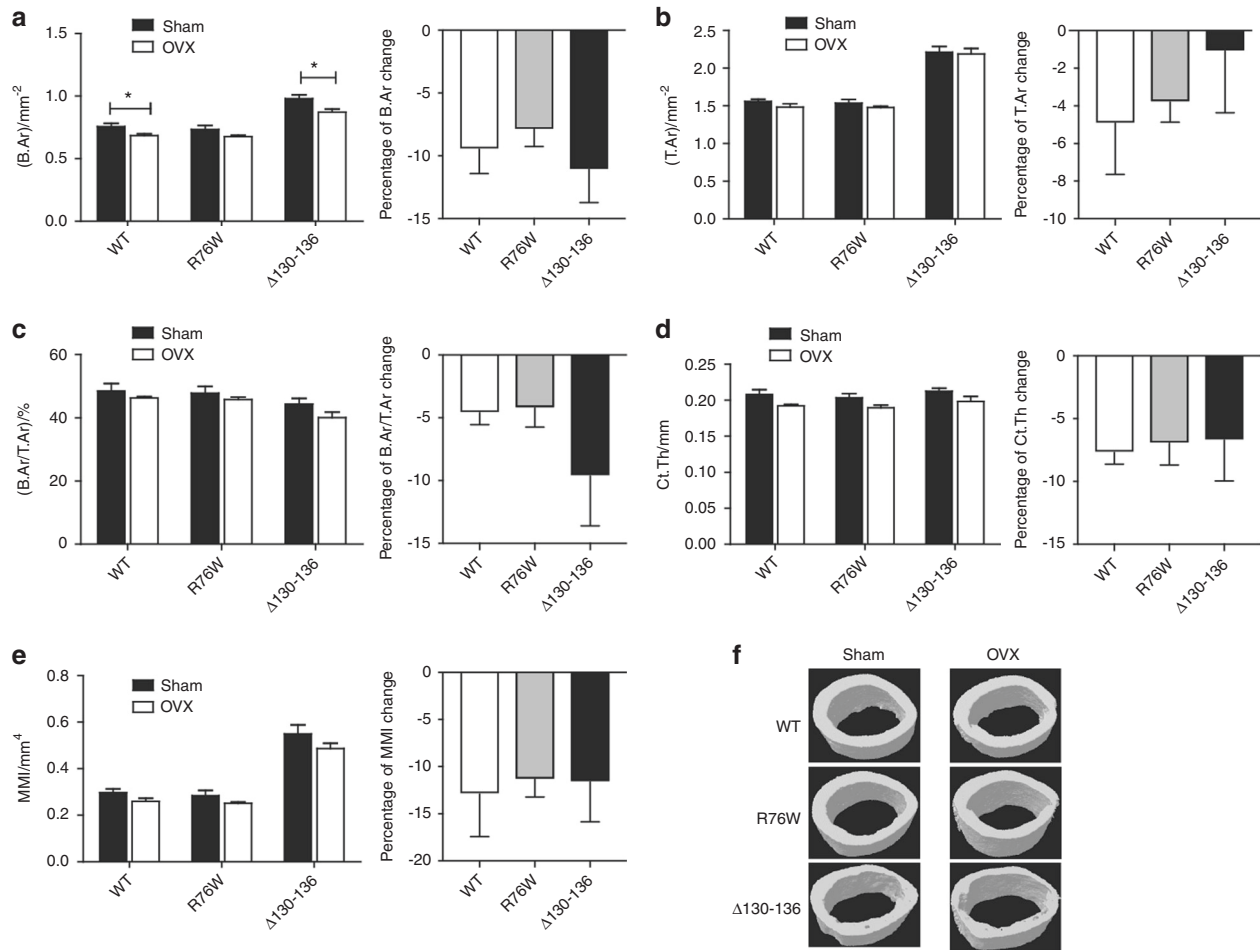 a
Sham
OVX
1.5
1.0
0.5
0.0
(B.Ar)/mm-2
*
*
WT
R76W
Δ130-136
0
-5
-10
-15
Percentage of B.Ar change
WT
R76W
Δ130-136
b
Sham
OVX
3.0
2.5
2.0
1.5
1.0
0.5
0.0
(T.Ar)/mm-2
WT
R76W
Δ130-136
0
-2
-4
-6
-8
-10
Percentage of T.Ar change
WT
R76W
Δ130-136
c
Sham
OVX
60
40
20
0
(B.Ar/T.Ar)/%
WT
R76W
Δ130-136
0
-5
-10
-15
Percentage of B.Ar/T.Ar change
WT
R76W
Δ130-136
d
Sham
OVX
0.25
0.20
0.15
0.10
0.05
0.00
Ct.Th/mm
WT
R76W
Δ130-136
0
-5
-10
-15
Percentage of Ct.Th change
WT
R76W
Δ130-136
e
Sham
OVX
0.8
0.6
0.4
0.2
0.0
MMI/mm4
WT
R76W
Δ130-136
0
-5
-10
-15
-20
Percentage of MMI change
WT
R76W
Δ130-136
f
Sham OVX
WT
R76W
Δ130-136